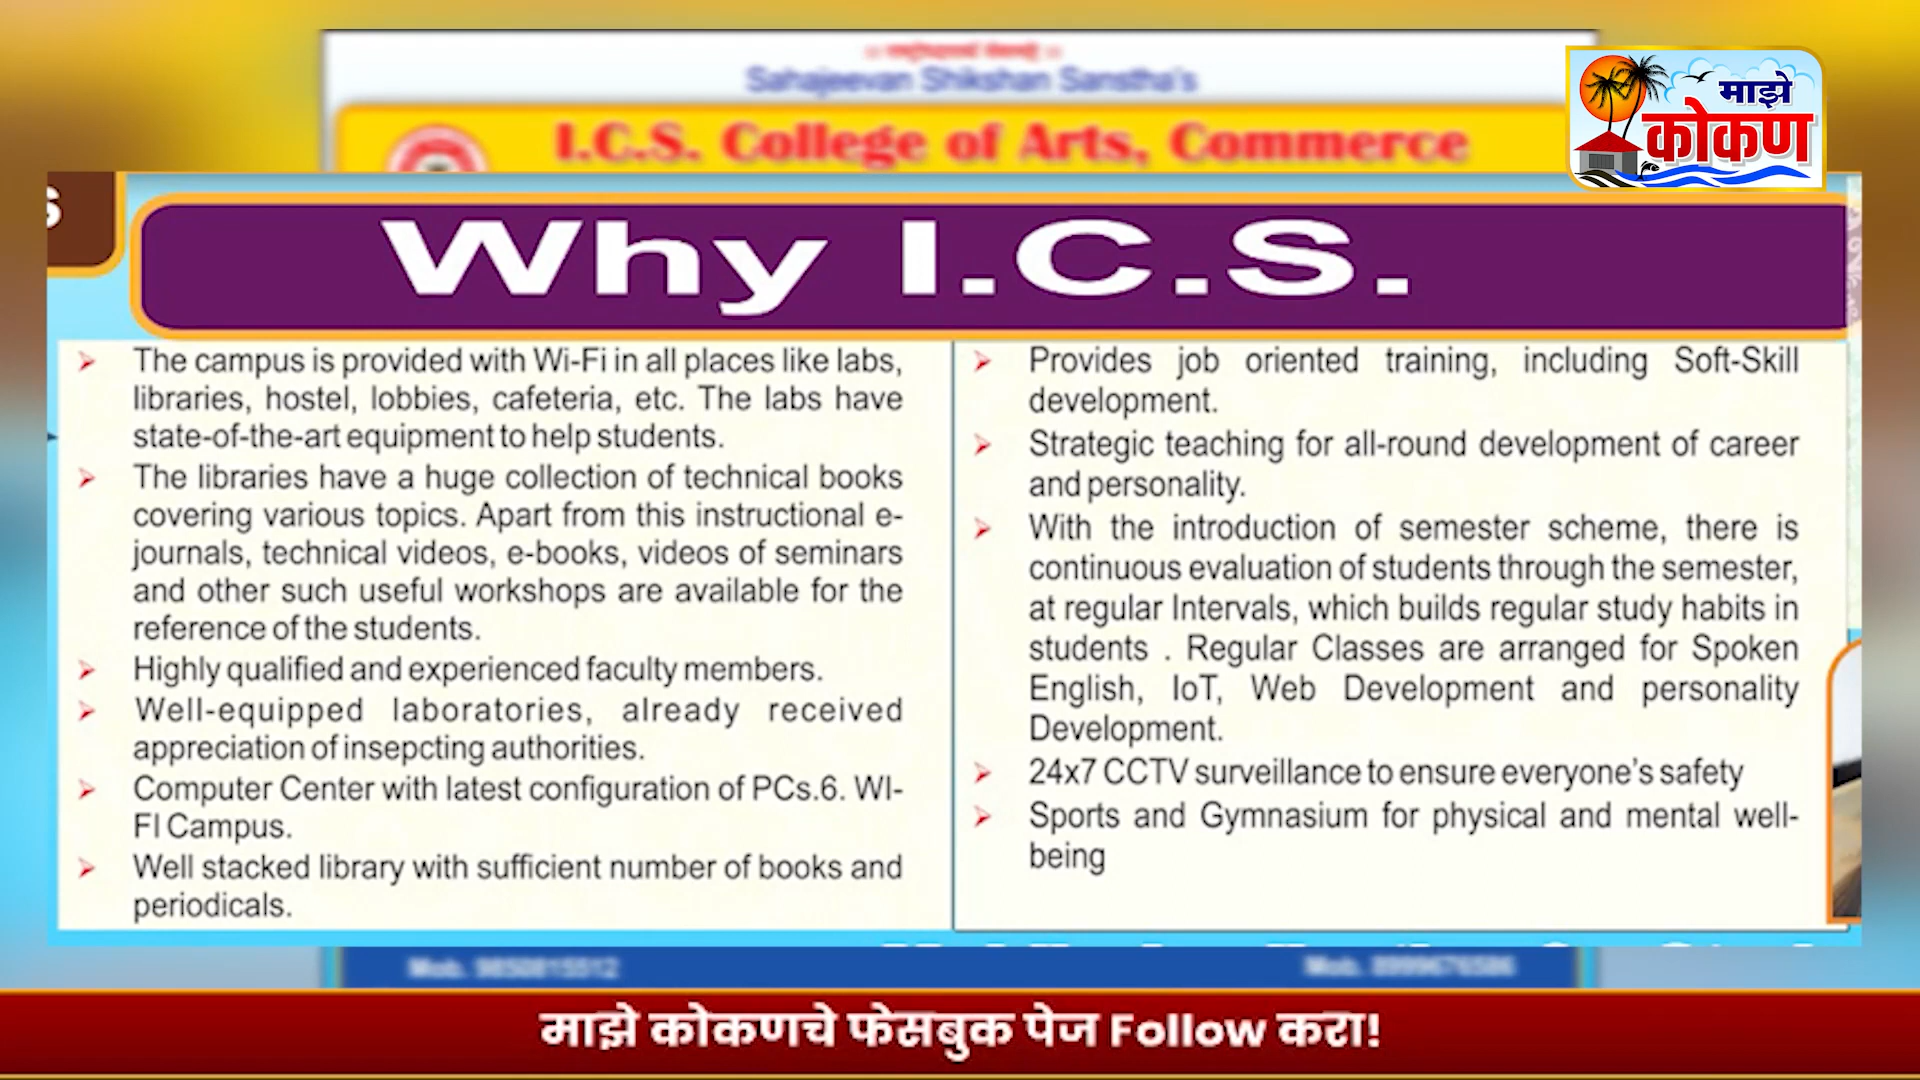 Sahajeevan Shikshan Sanstha's
I.C.S. College of Arts, Commerce
माझे
कोकण
S
Why I.C.S.
The campus is provided with Wi-Fi in all places like labs,
libraries, hostel, lobbies, cafeteria, etc. The labs have
state-of-the-art equipment to help students.
The libraries have a huge collection of technical books
covering various topics. Apart from this instructional e-
journals, technical videos, e-books, videos of seminars
and other such useful workshops are available for the
reference of the students.
Highly qualified and experienced faculty members.
Well-equipped laboratories, already received
appreciation of insepcting authorities.
Computer Center with latest configuration of PCs.6. WI-
FI Campus.
Well stacked library with sufficient number of books and
periodicals.
Provides job oriented training, including Soft-Skill
development.
Strategic teaching for all-round development of career
and personality.
With the introduction of semester scheme, there is
continuous evaluation of students through the semester,
at regular Intervals, which builds regular study habits in
students . Regular Classes are arranged for Spoken
English, IoT, Web Development and personality
Development.
24x7 CCTV surveillance to ensure everyone's safety
Sports and Gymnasium for physical and mental well-
being
Mob.
Mob.
माझे कोकणचे फेसबुक पेज Follow करा!